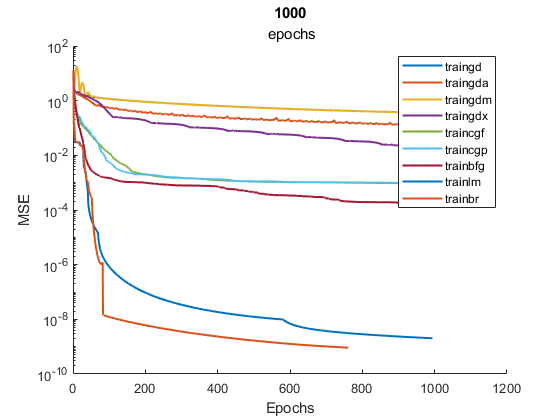 1000
epochs
10^2
10^0
10^-2
10^-4
10^-6
10^-8
10^-10
MSE
traingd
traingda
traingdm
traingdx
traincgf
traincgp
trainbfg
trainlm
trainbr
0 200 400 600 800 1000 1200
Epochs